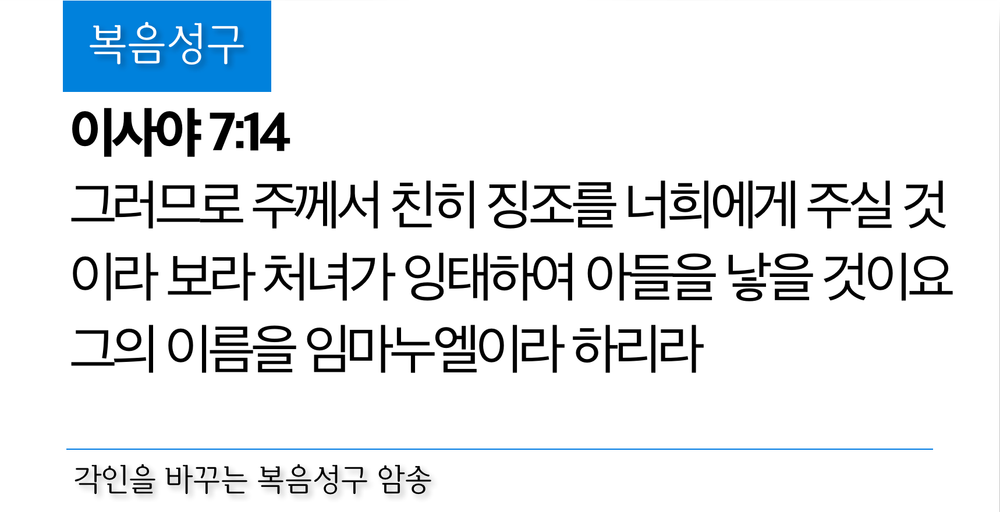 복음성구
이사야 7:14
그러므로 주께서 친히 징조를 너희에게 주실 것
이라 보라 처녀가 잉태하여 아들을 낳을 것이요
그의 이름을 임마누엘이라 하리라
각인을 바꾸는 복음성구 암송